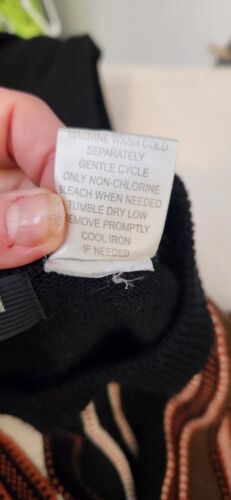 MACHINE WASH COLD
SEPARATELY
GENTLE CYCLE
ONLY NON-CHLORINE
BLEACH WHEN NEEDED
TUMBLE DRY LOW
REMOVE PROMPTLY
COOL IRON
IF NEEDED